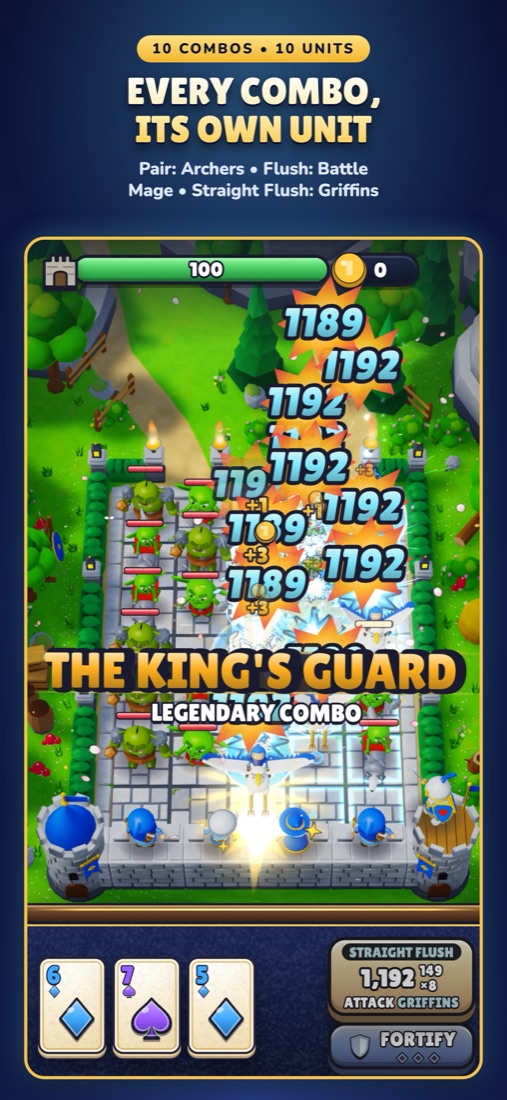 10 COMBOS • 10 UNITS
EVERY COMBO,
ITS OWN UNIT
Pair: Archers • Flush: Battle
Mage • Straight Flush: Griffins
100
0
1189
1192
1192
1192
+3
119
1192
+1
1189
+3
1192
1189
+3
THE KING'S GUARD
LEGENDARY COMBO
6
7
5
STRAIGHT FLUSH
1,192 149 ×8
ATTACK GRIFFINS
FORTIFY